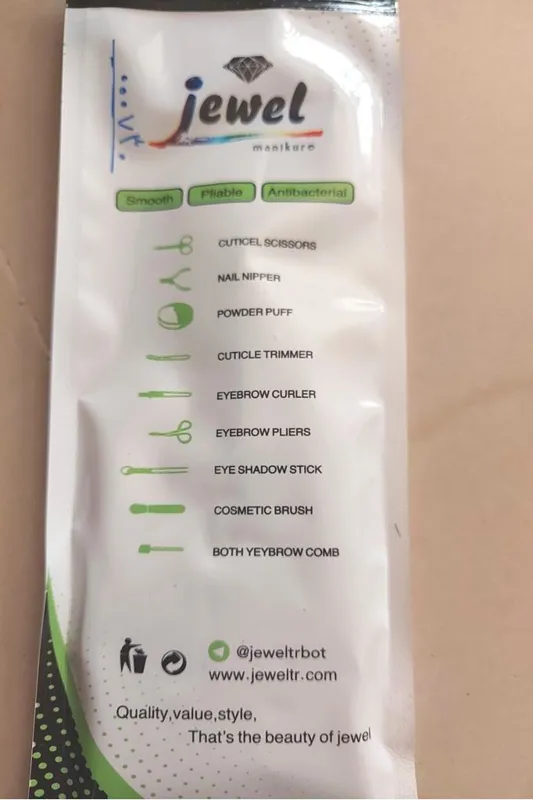 jewel
manikure
Smooth Pliable Antibacterial
CUTICEL SCISSORS
NAIL NIPPER
POWDER PUFF
CUTICLE TRIMMER
EYEBROW CURLER
EYEBROW PLIERS
EYE SHADOW STICK
COSMETIC BRUSH
BOTH YEYBROW COMB
@jeweltrbot
www.jeweltr.com
Quality,value,style,
That's the beauty of jewel